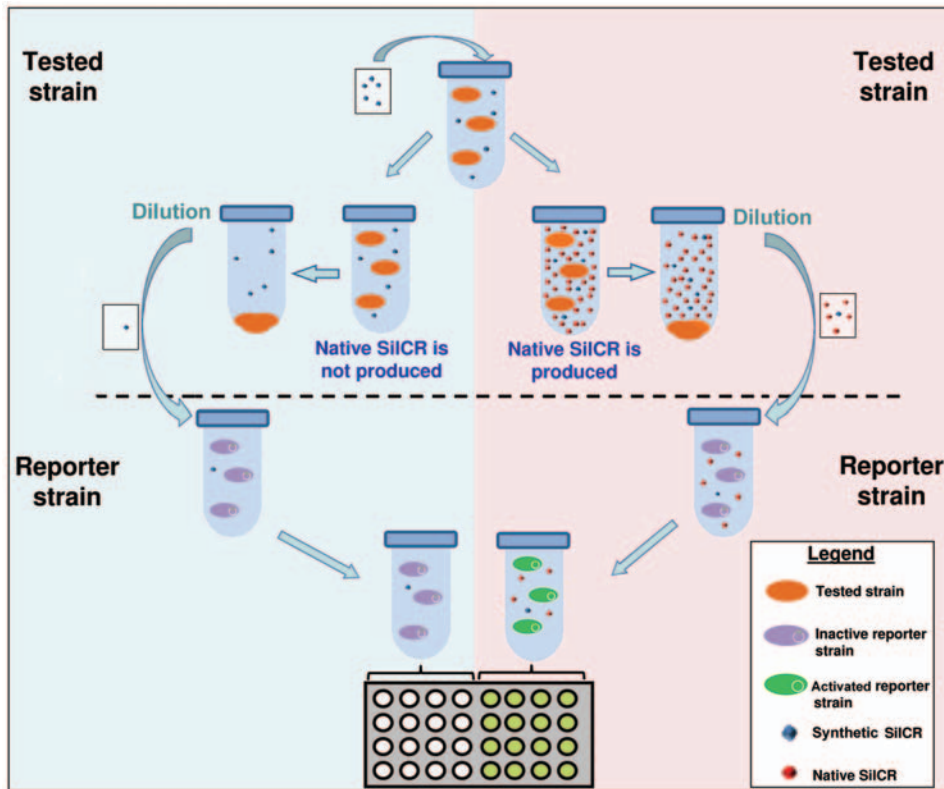 Tested
strain
Tested
strain
Dilution
Dilution
Native SilCR is
not produced
Native SilCR is
produced
Reporter
strain
Reporter
strain
Legend
Tested strain
Inactive reporter
strain
Activated reporter
strain
Synthetic SilCR
Native SilCR